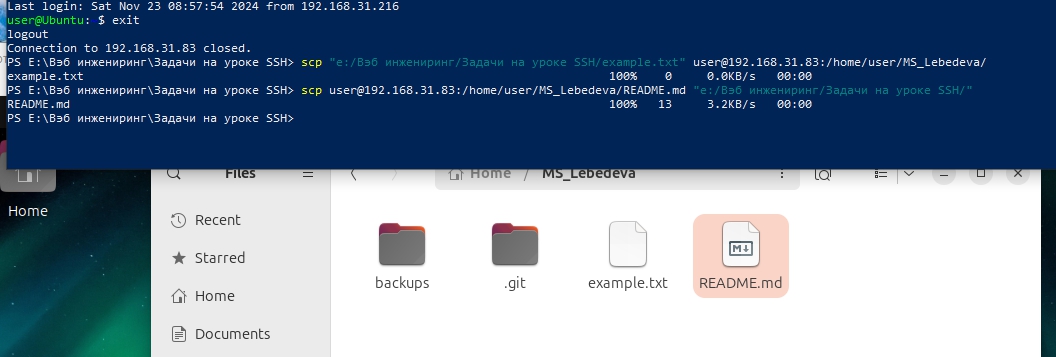 Last login: Sat Nov 23 08:57:54 2024 from 192.168.31.216
user@Ubuntu: $ exit
logout
Connection to 192.168.31.83 closed.
PS E:\Вэб инжениринг\Задачи на уроке SSH> scp "e:/Вэб инжениринг/Задачи на уроке SSH/example.txt" user@192.168.31.83:/home/user/MS_Lebedeva/
example.txt 100% 0 0.0KB/s 00:00
PS E:\Вэб инжениринг\Задачи на уроке SSH> scp user@192.168.31.83:/home/user/MS_Lebedeva/README.md "e:/Вэб инжениринг/Задачи на уроке SSH/"
README.md 100% 13 3.2KB/s 00:00
PS E:\Вэб инжениринг\Задачи на уроке SSH>
Files
Home / MS_Lebedeva
Home
Recent
Starred
Home
Documents
backups
.git
example.txt
README.md